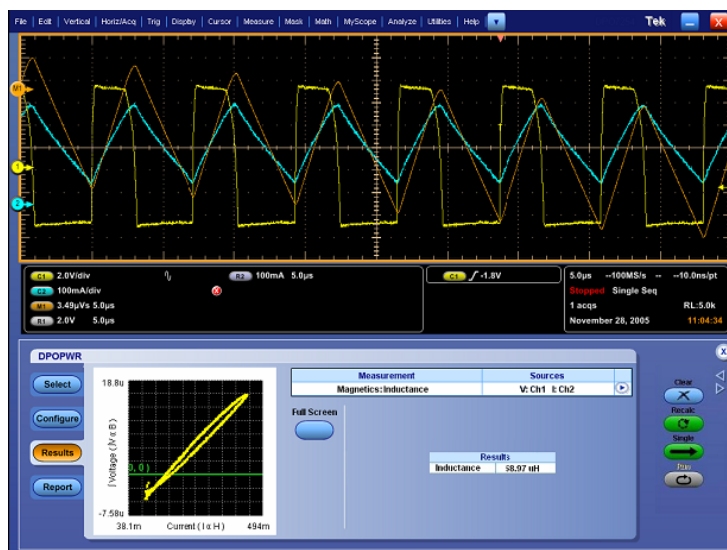 File Edit Vertical Horiz/Acq Trig Display Cursor Measure Mask Math MyScope Analyze Utilities Help Tek X
M1
1
2
C1 2.0V/div R2 100mA 5.0µs C1 -1.8V 5.0µs --100MS/s -- --10.0ns/pt
C2 100mA/div Stopped Single Seq
M1 3.49µVs 5.0µs 1 acqs RL:5.0k
R1 2.0V 5.0µs November 28, 2005 11:04:34
DPOPWR X
Select
Configure
Results
Report
18.8u
∫ Voltage ( ∫V α B )
0, 0 )
-7.58u
38.1m Current ( I α H ) 494m
Measurement Sources
Magnetics:Inductance V: Ch1 I: Ch2
Full Screen
Results
Inductance 58.97 uH
Clear
Recalc
Single